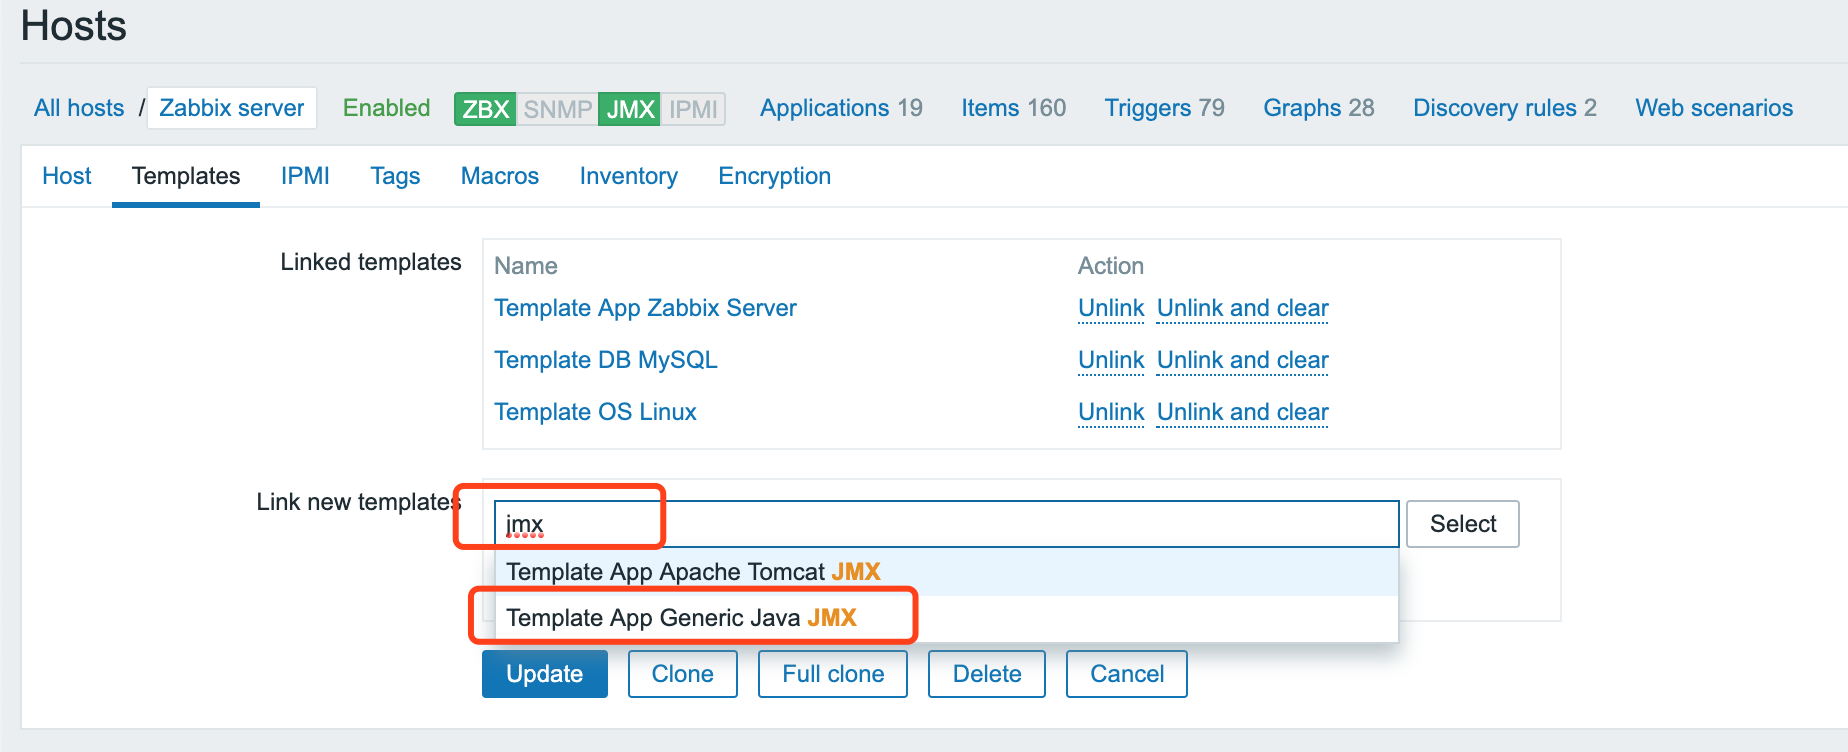 Hosts
All hosts / Zabbix server Enabled ZBX SNMP JMX IPMI Applications 19 Items 160 Triggers 79 Graphs 28 Discovery rules 2 Web scenarios
Host Templates IPMI Tags Macros Inventory Encryption
Linked templates Name Action
Template App Zabbix Server Unlink Unlink and clear
Template DB MySQL Unlink Unlink and clear
Template OS Linux Unlink Unlink and clear
Link new templates jmx Select
Template App Apache Tomcat JMX
Template App Generic Java JMX
Update Clone Full clone Delete Cancel